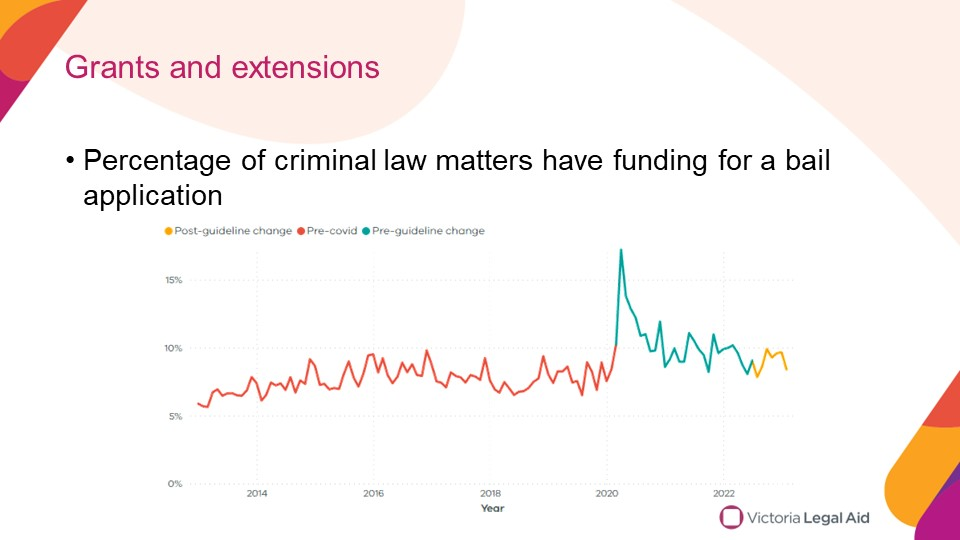 Grants and extensions
• Percentage of criminal law matters have funding for a bail
application
Post-guideline change Pre-covid Pre-guideline change
15%
10%
5%
0%
2014 2016 2018 2020 2022
Year
Victoria Legal Aid